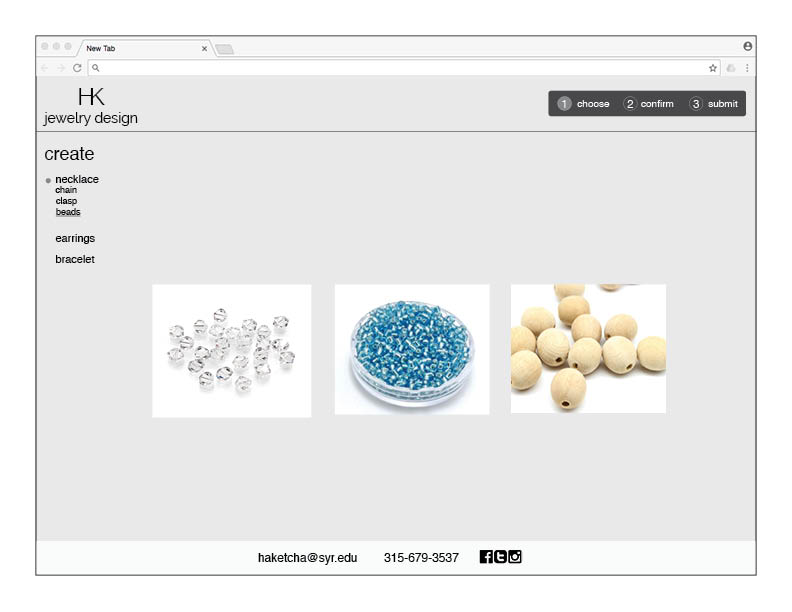 New Tab
HK
jewelry design
1 choose 2 confirm 3 submit
create
necklace
chain
clasp
beads
earrings
bracelet
haketcha@syr.edu 315-679-3537